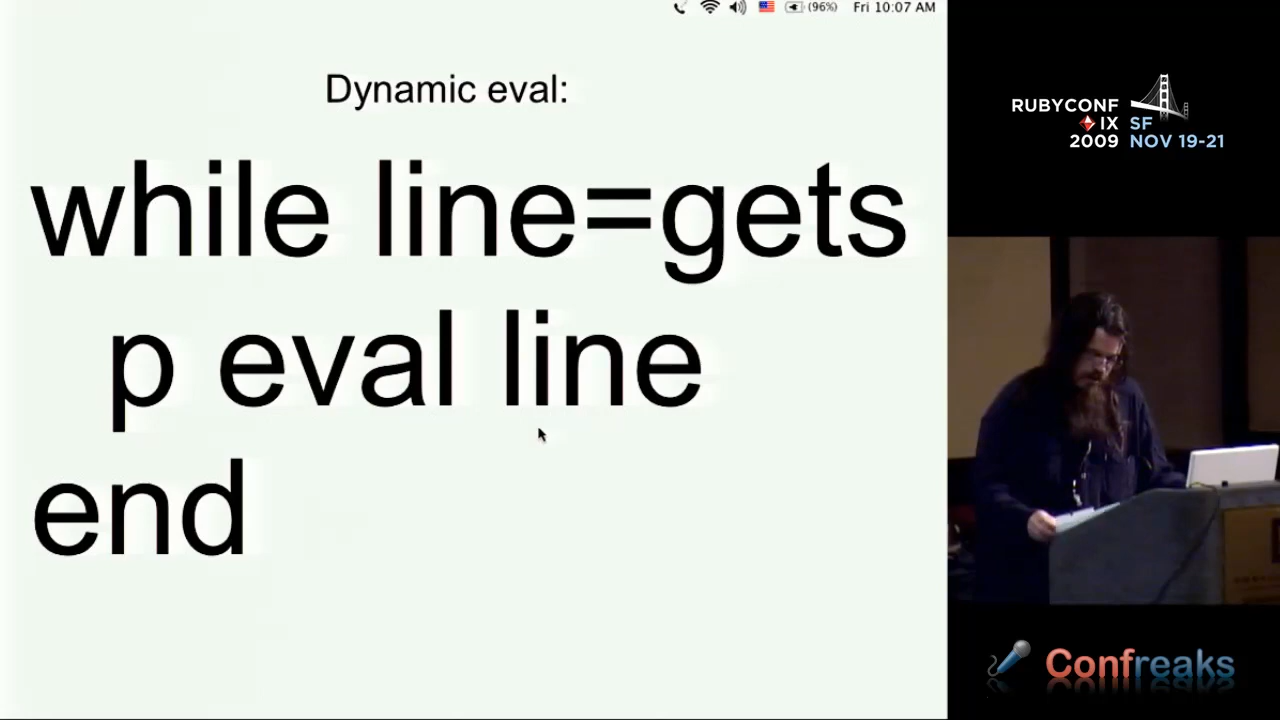 (96%) Fri 10:07 AM
Dynamic eval:
while line=gets
p eval line
end
RUBYCONF
IX SF
2009 NOV 19-21
Confreaks